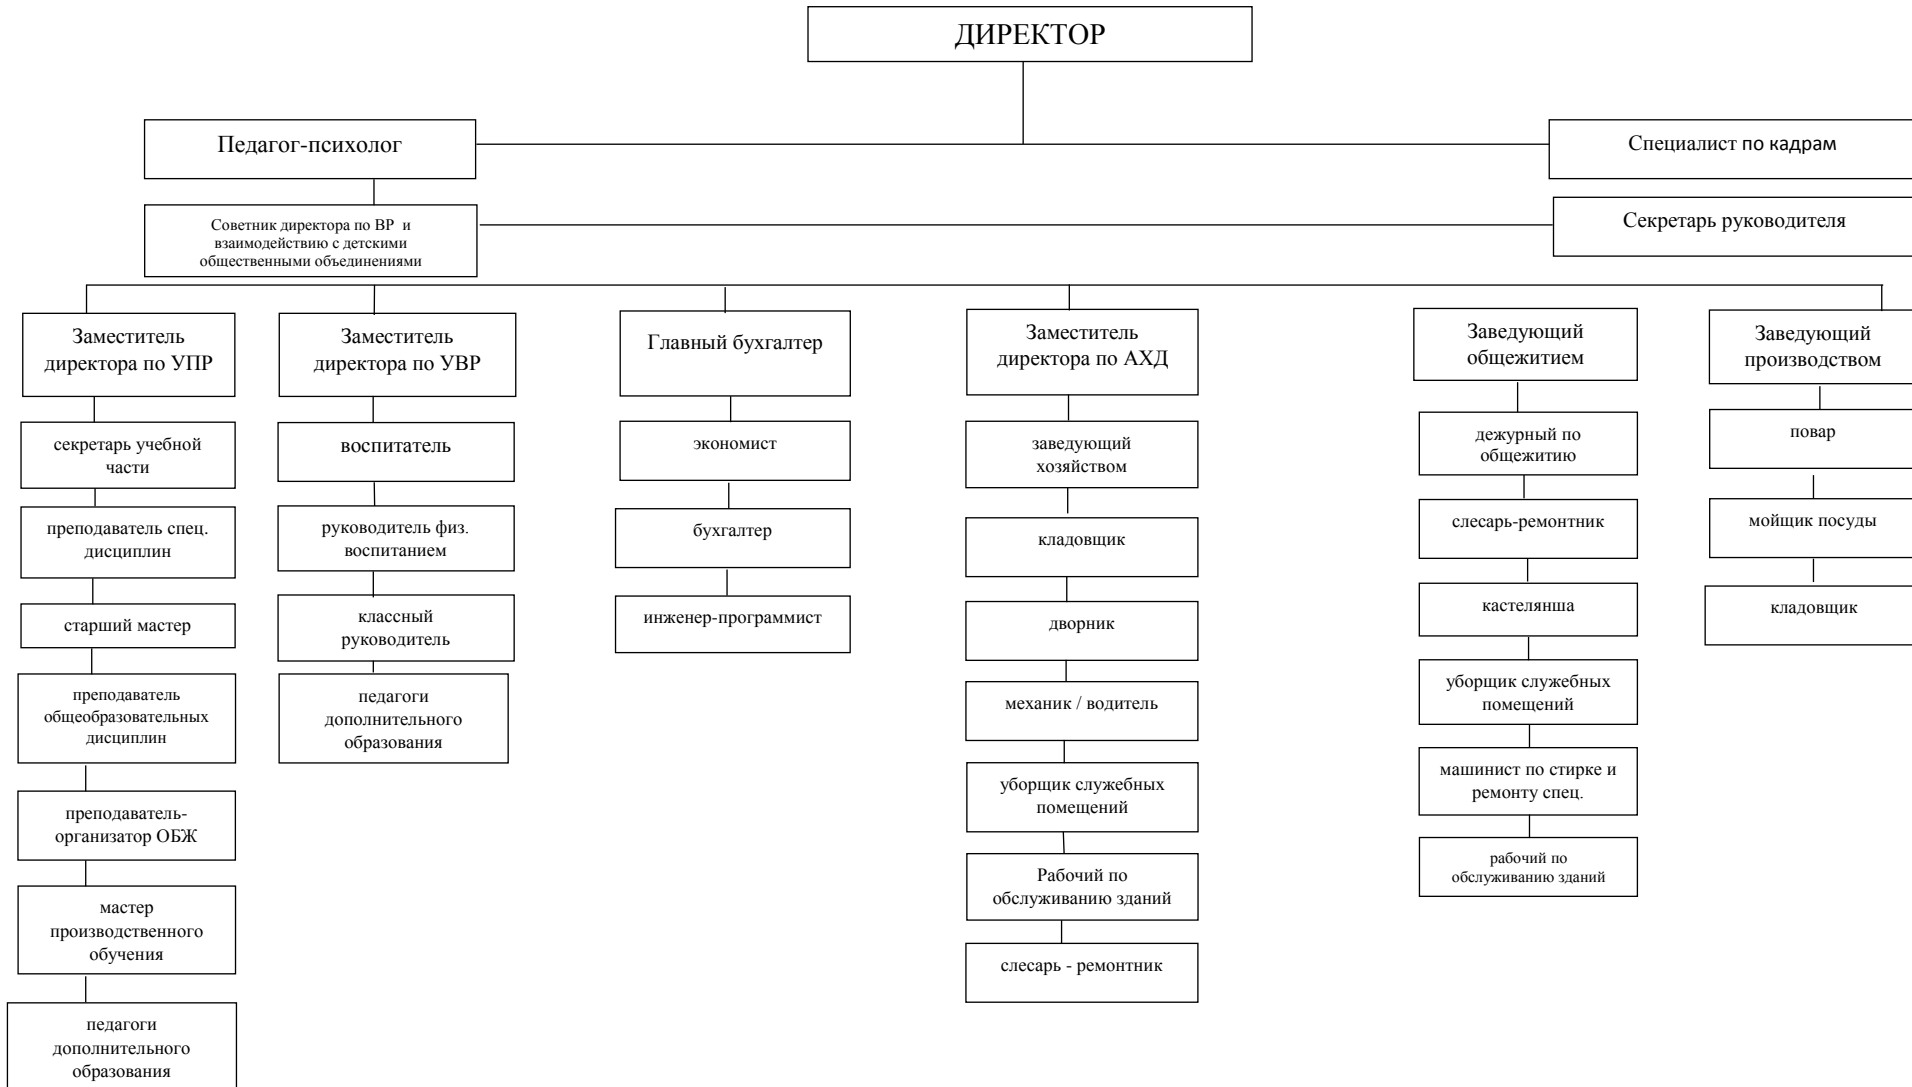 ДИРЕКТОР
Педагог-психолог
Специалист по кадрам
Советник директора по ВР и
взаимодействию с детскими
общественными объединениями
Секретарь руководителя
Заместитель
директора по УПР
Заместитель
директора по УВР
Главный бухгалтер
Заместитель
директора по АХД
Заведующий
общежитием
Заведующий
производством
секретарь учебной
части
преподаватель спец.
дисциплин
старший мастер
преподаватель
общеобразовательных
дисциплин
преподаватель-
организатор ОБЖ
мастер
производственного
обучения
педагоги
дополнительного
образования
воспитатель
руководитель физ.
воспитанием
классный
руководитель
педагоги
дополнительного
образования
экономист
бухгалтер
инженер-программист
заведующий
хозяйством
кладовщик
дворник
механик / водитель
уборщик служебных
помещений
Рабочий по
обслуживанию зданий
слесарь - ремонтник
дежурный по
общежитию
слесарь-ремонтник
кастелянша
уборщик служебных
помещений
машинист по стирке и
ремонту спец.
рабочий по
обслуживанию зданий
повар
мойщик посуды
кладовщик